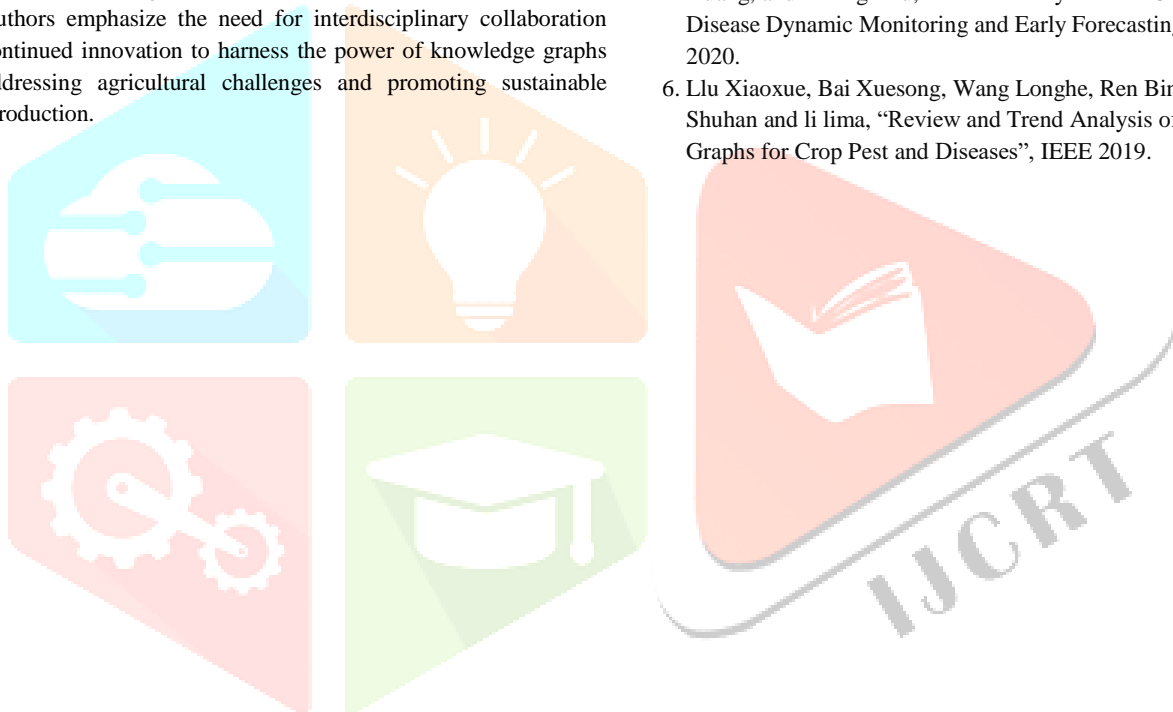 uthors emphasize the need for interdisciplinary collaboration
ontinued innovation to harness the power of knowledge graphs
ddressing agricultural challenges and promoting sustainable
roduction.
Disease Dynamic Monitoring and Early Forecasting
2020.
6. Llu Xiaoxue, Bai Xuesong, Wang Longhe, Ren Bin
Shuhan and li lima, “Review and Trend Analysis of
Graphs for Crop Pest and Diseases”, IEEE 2019.
IJCRT